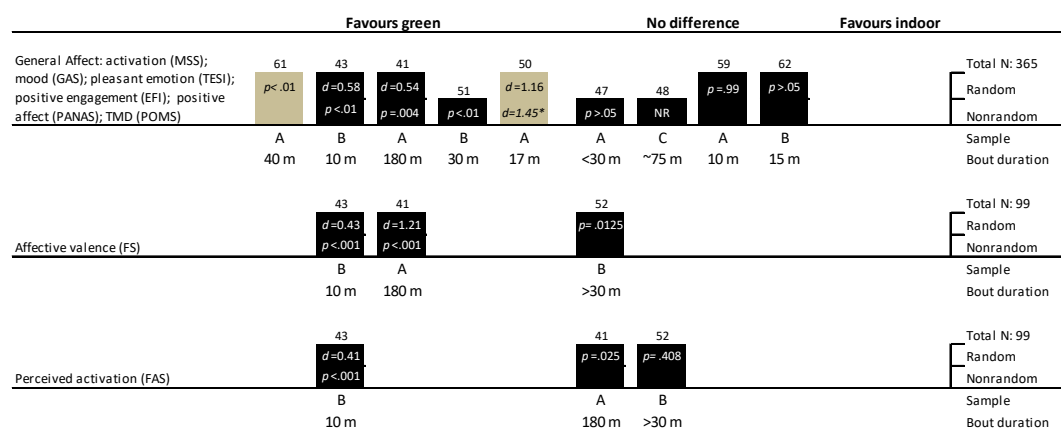 Favours green No difference Favours indoor
General Affect: activation (MSS);
mood (GAS); pleasant emotion (TESI);
positive engagement (EFI); positive
affect (PANAS); TMD (POMS)
61 43 41 51 50 47 48 59 62
p< .01 d=0.58 d=0.54 d=1.16 p=.99 p>.05
p<.01 p=.004 p<.01 d=1.45* p>.05 NR
Total N: 365
Random
Nonrandom
A B A B A A C A B Sample
40 m 10 m 180 m 30 m 17 m <30 m ~75 m 10 m 15 m Bout duration
43 41 52 Total N: 99
d=0.43 d=1.21 p=.0125 Random
Affective valence (FS) p<.001 p<.001 Nonrandom
B A B Sample
10 m 180 m >30 m Bout duration
43 41 52 Total N: 99
d=0.41 p=.025 p=.408 Random
Perceived activation (FAS) p<.001 Nonrandom
B A B Sample
10 m 180 m >30 m Bout duration